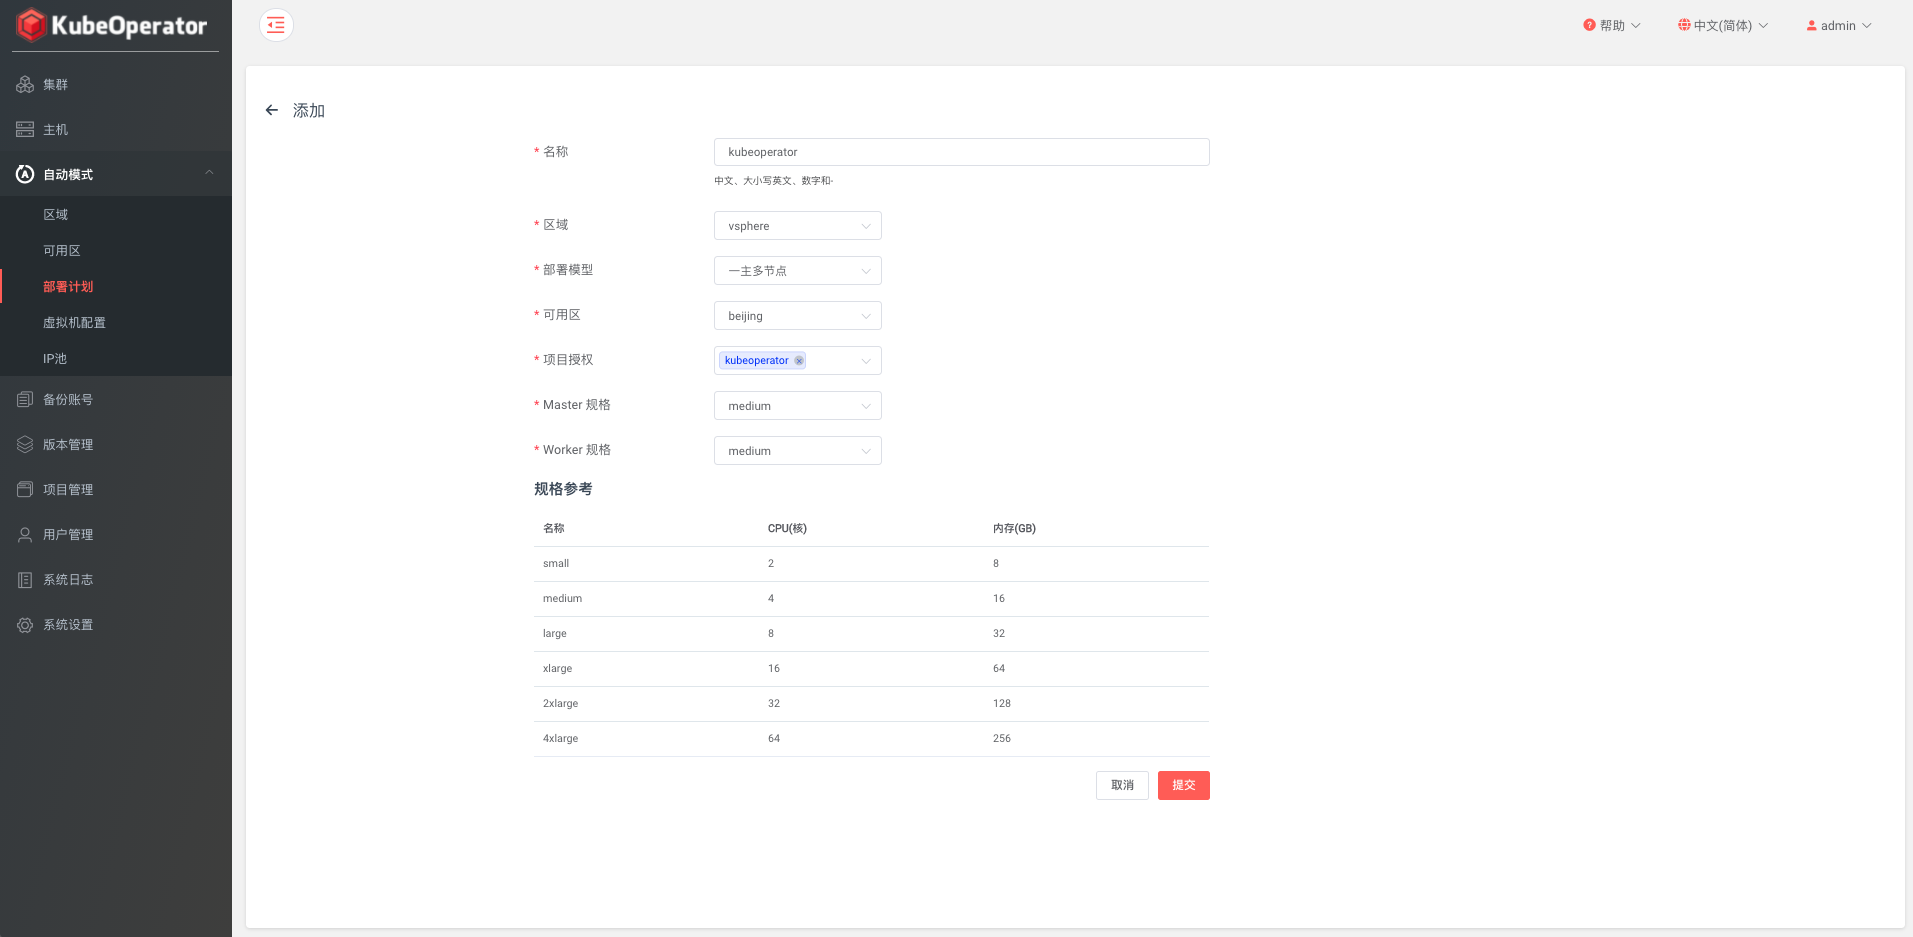 KubeOperator
帮助
中文(简体)
admin
集群
主机
自动模式
区域
可用区
部署计划
虚拟机配置
IP池
备份账号
版本管理
项目管理
用户管理
系统日志
系统设置
添加
* 名称 kubeoperator
中文、大小写英文、数字和-
* 区域 vsphere
* 部署模型 一主多节点
* 可用区 beijing
* 项目授权 kubeoperator
* Master 规格 medium
* Worker 规格 medium
规格参考
名称 CPU(核) 内存(GB)
small 2 8
medium 4 16
large 8 32
xlarge 16 64
2xlarge 32 128
4xlarge 64 256
取消 提交